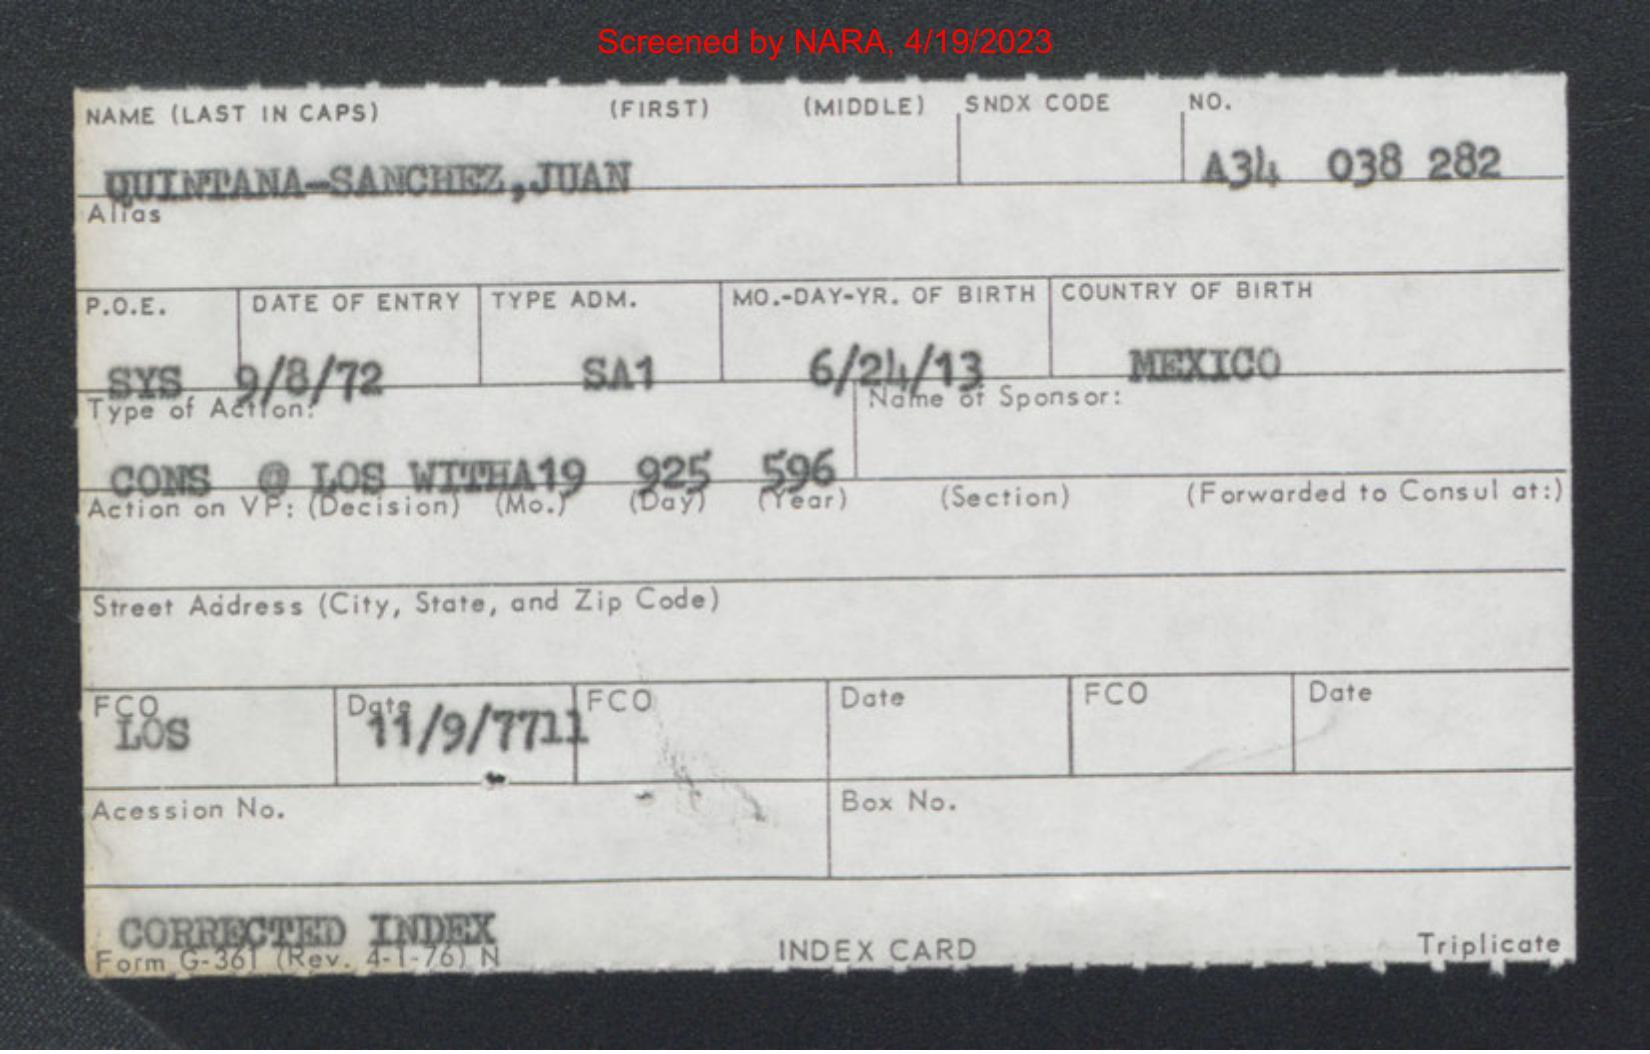 Screened by NARA, 4/19/2023
NAME (LAST IN CAPS) (FIRST) (MIDDLE) SNDX CODE NO.
QUINTANA-SANCHEZ,JUAN A34 038 282
Alias
P.O.E. DATE OF ENTRY TYPE ADM. MO.-DAY-YR. OF BIRTH COUNTRY OF BIRTH
SYS 9/8/72 SA1 6/24/13 MEXICO
Type of Action: Name of Sponsor:
CONS @ LOS WITHA19 925 596
Action on VP: (Decision) (Mo.) (Day) (Year) (Section) (Forwarded to Consul at:)
Street Address (City, State, and Zip Code)
FCO Date FCO Date FCO Date
LOS 11/9/7711
Acession No. Box No.
CORRECTED INDEX
Form G-361 (Rev. 4-1-76) N INDEX CARD Triplicate